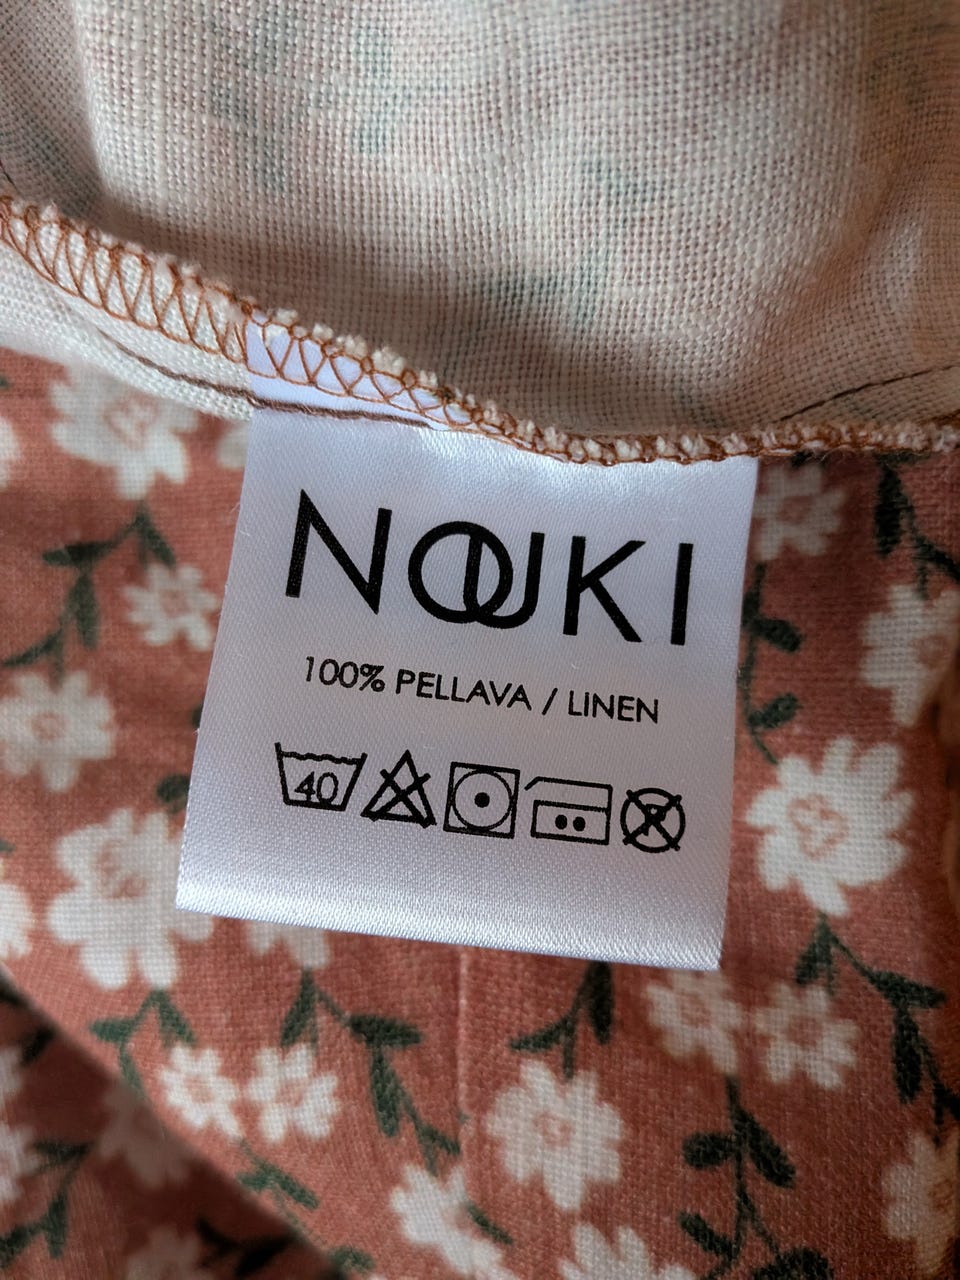 NOUKI
100% PELLAVA / LINEN
40 P